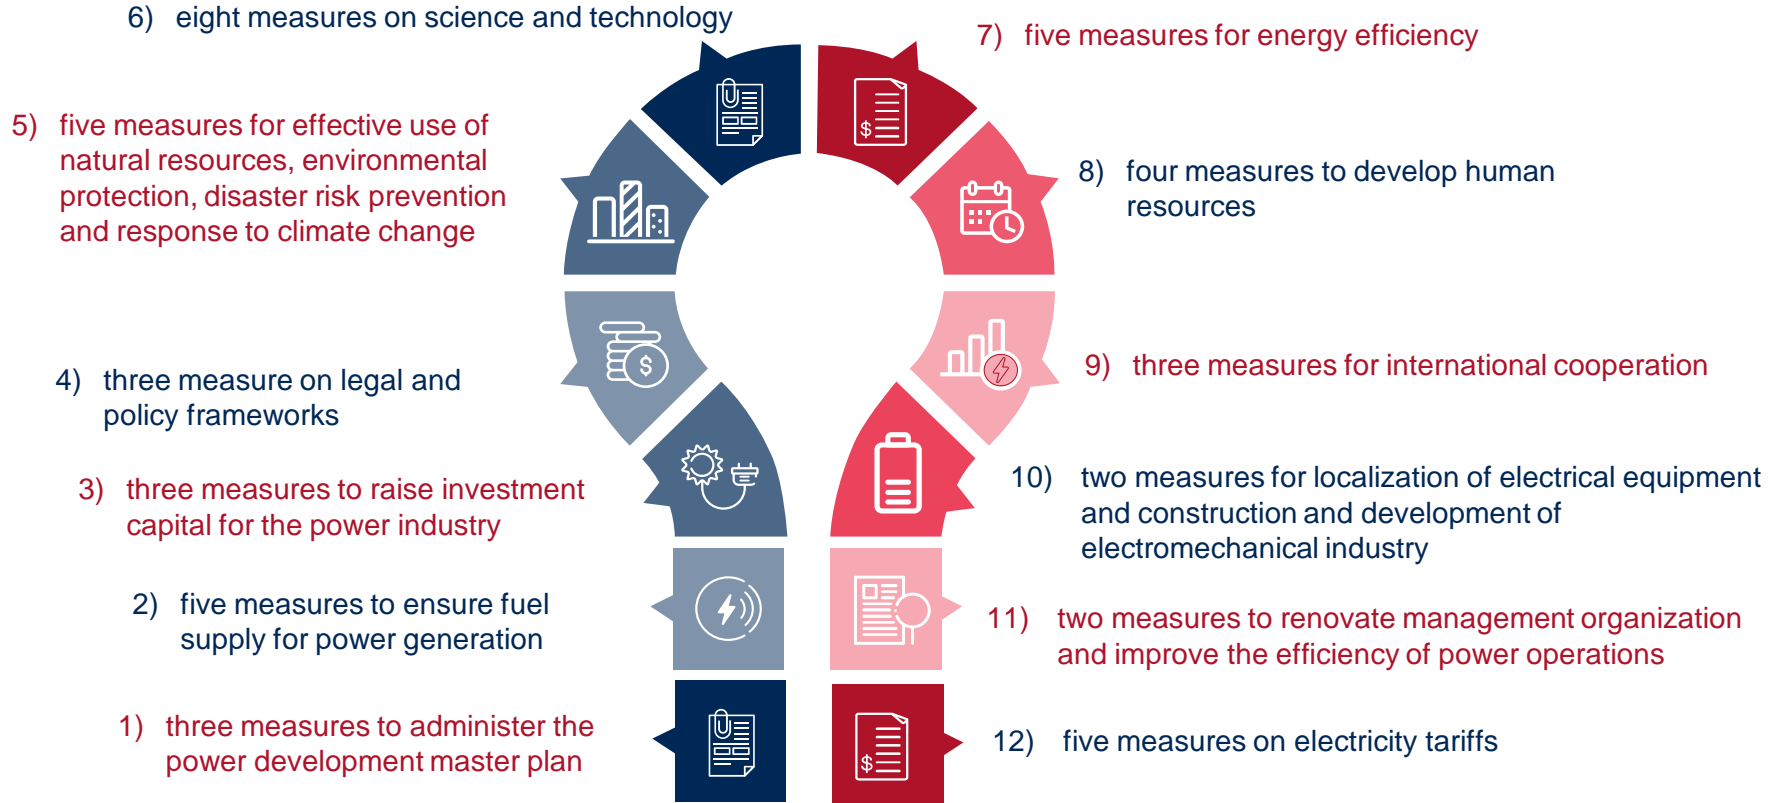 6) eight measures on science and technology
7) five measures for energy efficiency
5) five measures for effective use of
natural resources, environmental
protection, disaster risk prevention
and response to climate change
8) four measures to develop human
resources
4) three measure on legal and
policy frameworks
9) three measures for international cooperation
3) three measures to raise investment
capital for the power industry
10) two measures for localization of electrical equipment
and construction and development of
electromechanical industry
2) five measures to ensure fuel
supply for power generation
11) two measures to renovate management organization
and improve the efficiency of power operations
1) three measures to administer the
power development master plan
12) five measures on electricity tariffs
$
$
$